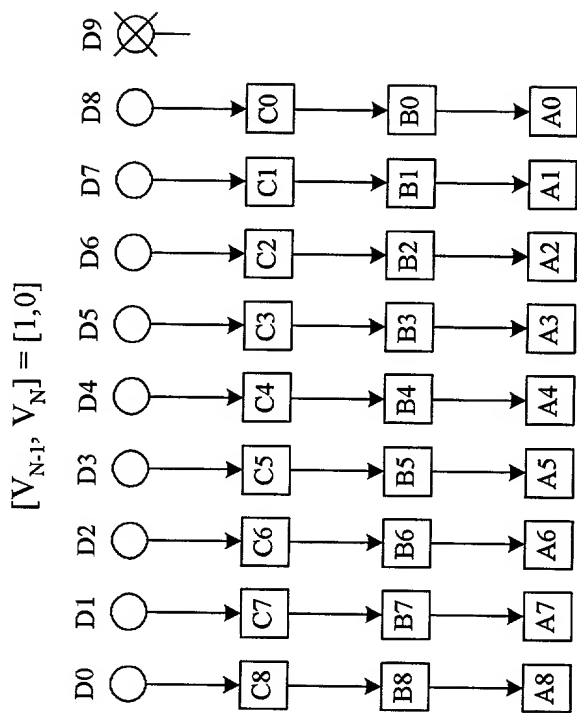 [V_{N-1}, V_N] = [1,0]
D0 D1 D2 D3 D4 D5 D6 D7 D8 D9
C8 C7 C6 C5 C4 C3 C2 C1 C0
B8 B7 B6 B5 B4 B3 B2 B1 B0
A8 A7 A6 A5 A4 A3 A2 A1 A0